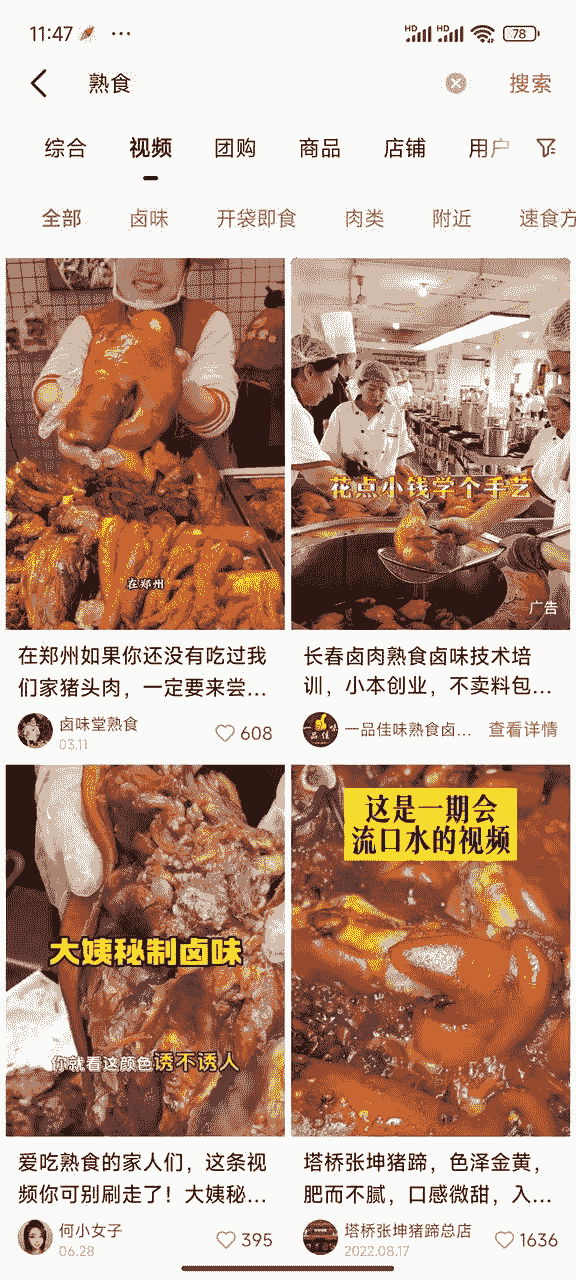 11:47
HD HD 78
熟食
搜索
综合 视频 团购 商品 店铺 用户
全部 卤味 开袋即食 肉类 附近 速食方
在郑州
花点小钱学个手艺
广告
在郑州如果你还没有吃过我
们家猪头肉，一定要来尝...
卤味堂熟食
03.11
608
长春卤肉熟食卤味技术培
训，小本创业，不卖料包...
一品佳味熟食卤...
查看详情
大姨秘制卤味
你就看这颜色诱不诱人
这是一期会
流口水的视频
爱吃熟食的家人们，这条视
频你可别刷走了！大姨秘...
何小女子
06.28
395
塔桥张坤猪蹄，色泽金黄，
肥而不腻，口感微甜，入...
塔桥张坤猪蹄总店
2022.08.17
1636